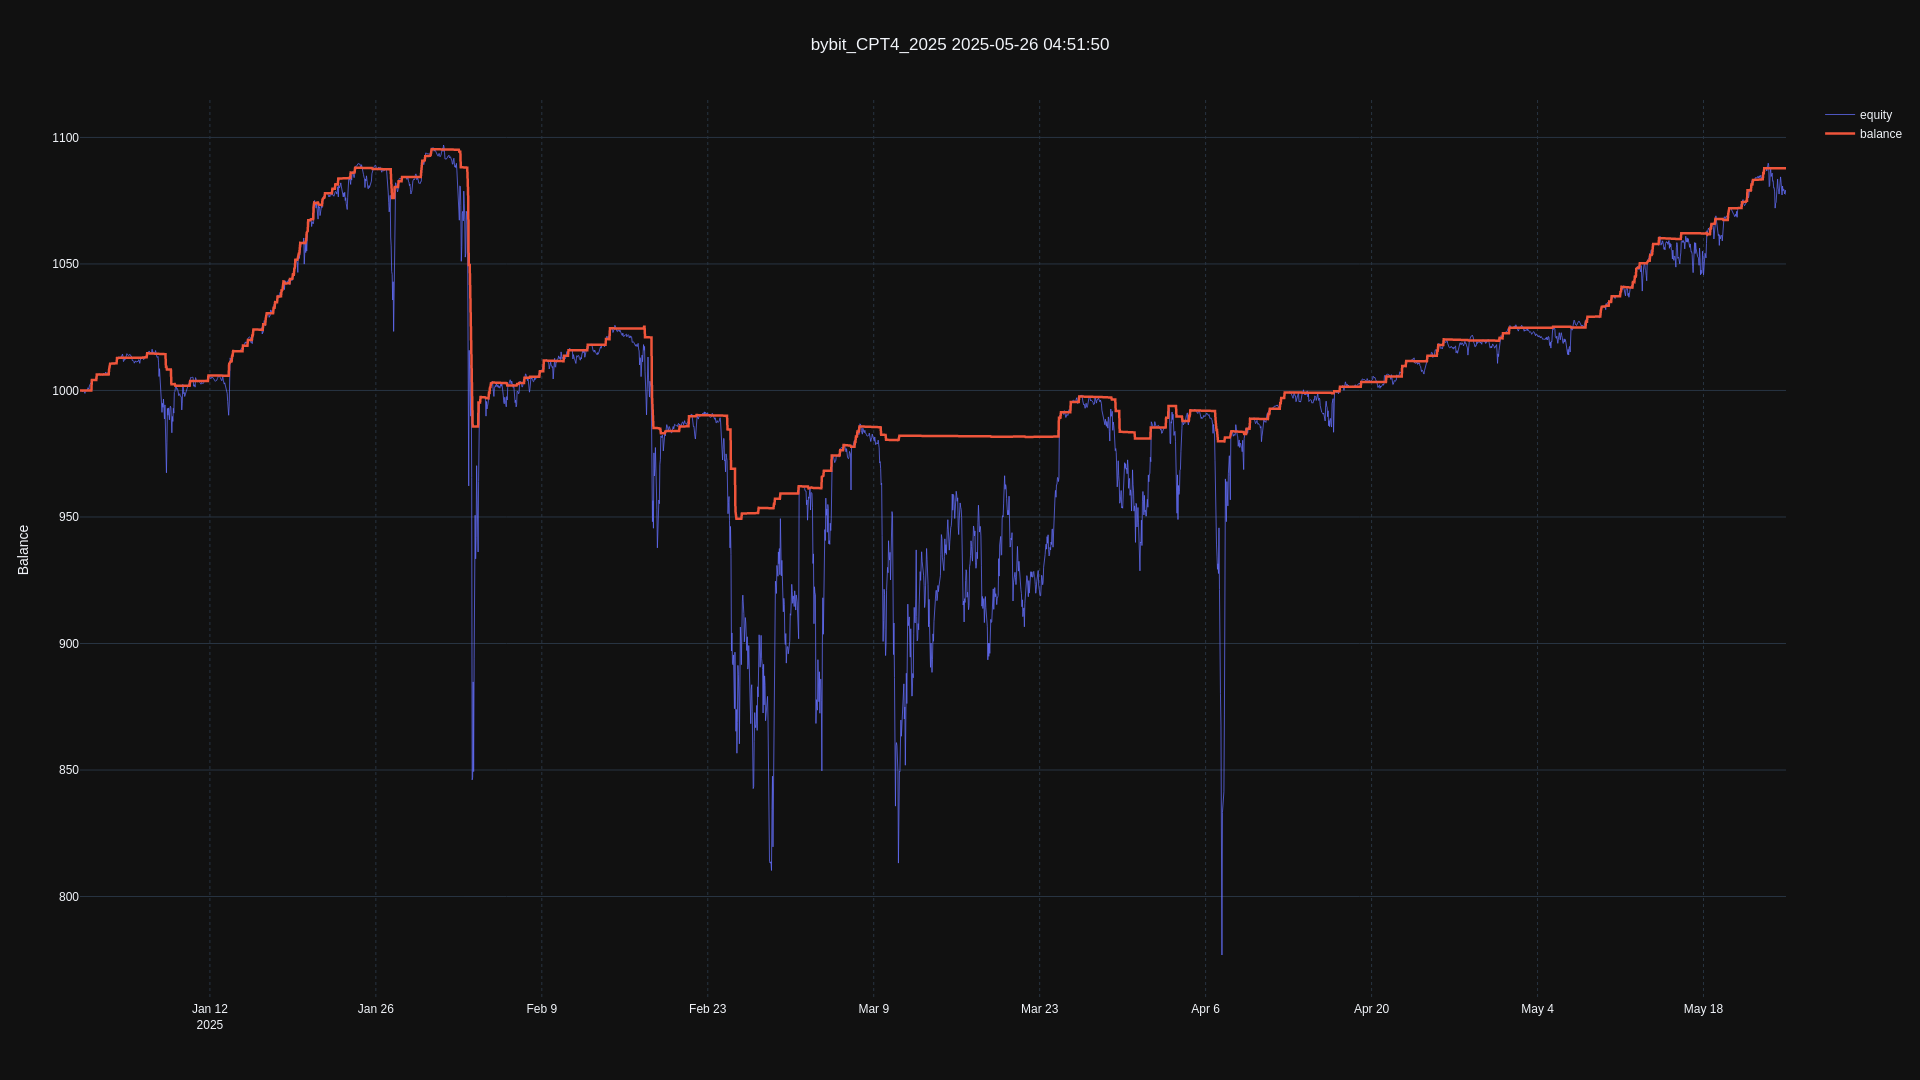 bybit_CPT4_2025 2025-05-26 04:51:50
equity
balance
1100
1050
1000
950
900
850
800
Balance
Jan 12
2025
Jan 26
Feb 9
Feb 23
Mar 9
Mar 23
Apr 6
Apr 20
May 4
May 18